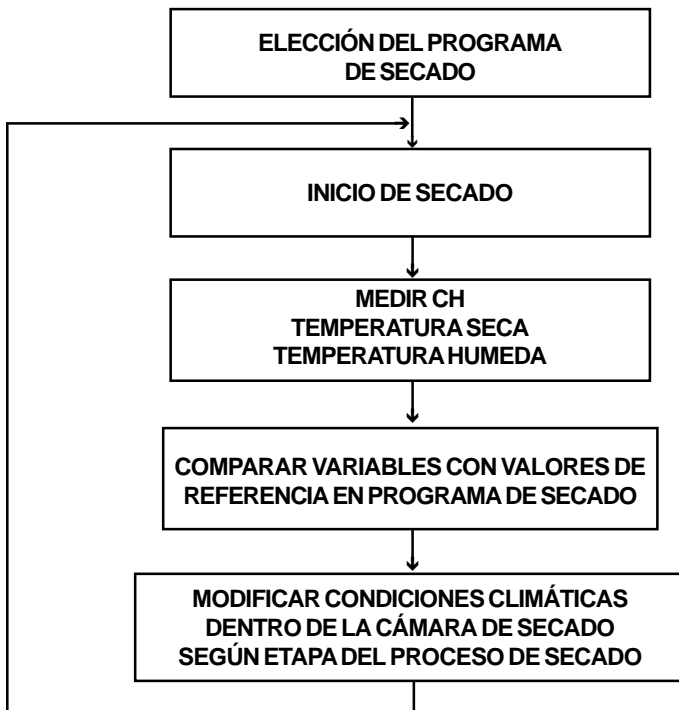 ELECCIÓN DEL PROGRAMA
DE SECADO
INICIO DE SECADO
MEDIR CH
TEMPERATURA SECA
TEMPERATURA HUMEDA
COMPARAR VARIABLES CON VALORES DE
REFERENCIA EN PROGRAMA DE SECADO
MODIFICAR CONDICIONES CLIMÁTICAS
DENTRO DE LA CÁMARA DE SECADO
SEGÚN ETAPA DEL PROCESO DE SECADO